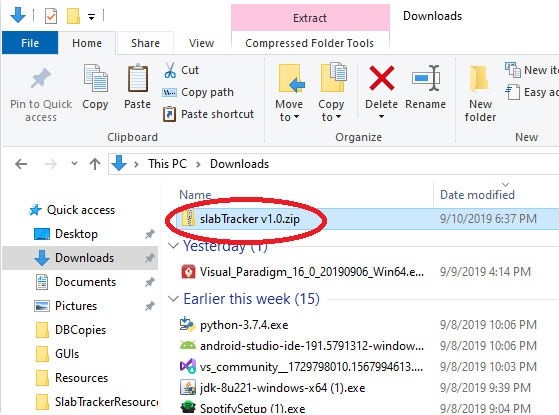 Extract
Downloads
File
Home
Share
View
Compressed Folder Tools
Pin to Quick access
Copy
Paste
Cut
Copy path
Paste shortcut
Clipboard
Move to
Copy to
Delete
Rename
Organize
New folder
New ite
Easy ac
New
This PC
Downloads
Name
Date modified
Quick access
Desktop
Downloads
Documents
Pictures
DBCopies
GUIs
Resources
SlabTrackerResource
slabTracker v1.0.zip
9/10/2019 6:37 PM
Yesterday (1)
Visual_Paradigm_16_0_20190906_Win64.e...
9/9/2019 4:14 PM
Earlier this week (15)
python-3.7.4.exe
9/8/2019 10:06 PM
android-studio-ide-191.5791312-window...
9/8/2019 10:06 PM
vs_community__1729798010.1567994613....
9/8/2019 10:03 PM
jdk-8u221-windows-x64 (1).exe
9/8/2019 10:06 PM
SpotifySetup (1).exe
9/8/2019 10:06 PM